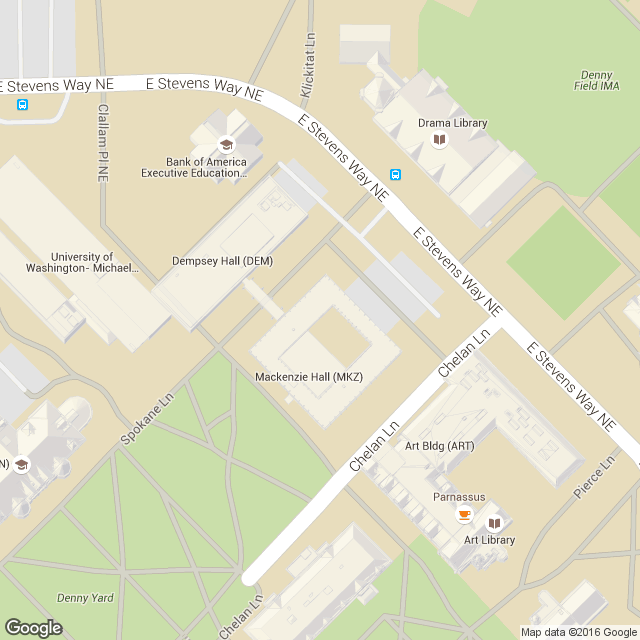 E Stevens Way NE
E Stevens Way NE
Klickitat Ln
Denny
Field IMA
Clallam Pl NE
E Stevens Way NE
Drama Library
Bank of America
Executive Education...
University of
Washington- Michael...
Dempsey Hall (DEM)
E Stevens Way NE
Chelan Ln
Mackenzie Hall (MKZ)
E Stevens Way NE
Spokane Ln
Chelan Ln
Art Bldg (ART)
N)
Pierce Ln
Parnassus
Art Library
Denny Yard
Chelan Ln
Google
Map data ©2016 Google